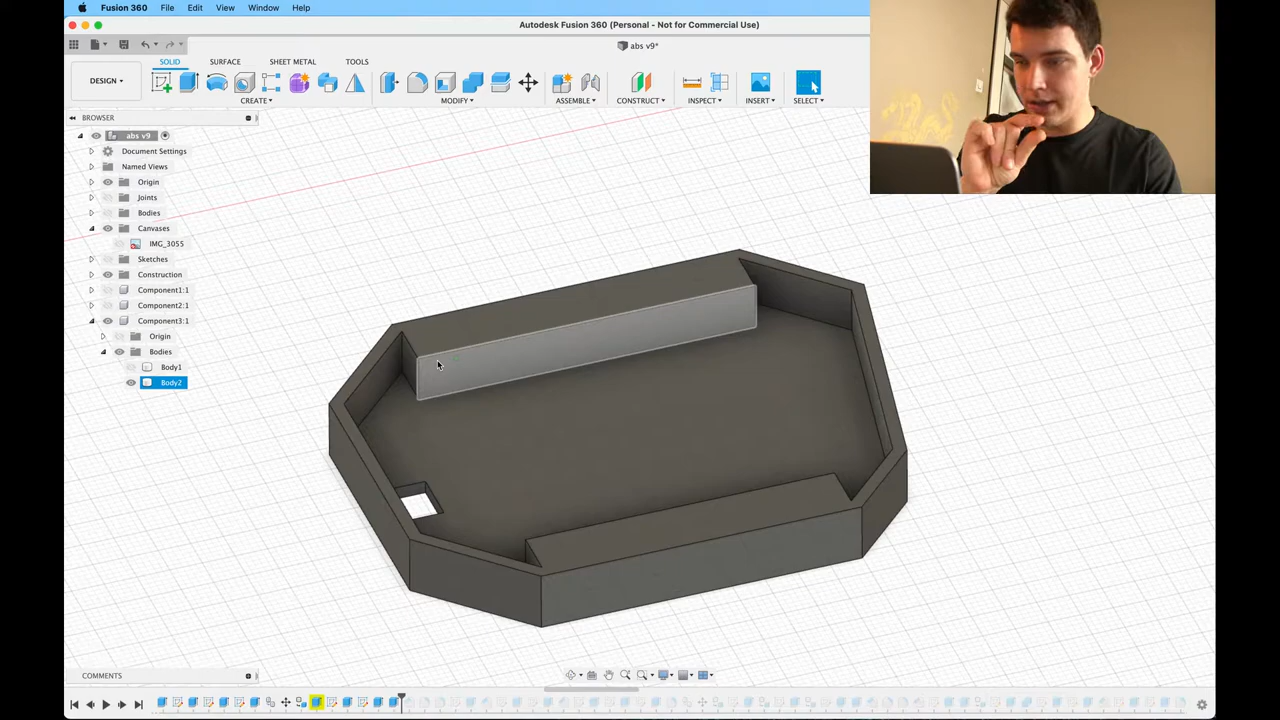 Fusion 360 File Edit View Window Help
Autodesk Fusion 360 (Personal - Not for Commercial Use)
abs v9*
SOLID SURFACE SHEET METAL TOOLS
DESIGN
CREATE MODIFY ASSEMBLE CONSTRUCT INSPECT INSERT SELECT
BROWSER
abs v9
Document Settings
Named Views
Origin
Joints
Bodies
Canvases
IMG_3055
Sketches
Construction
Component1:1
Component2:1
Component3:1
Origin
Bodies
Body1
Body2
COMMENTS